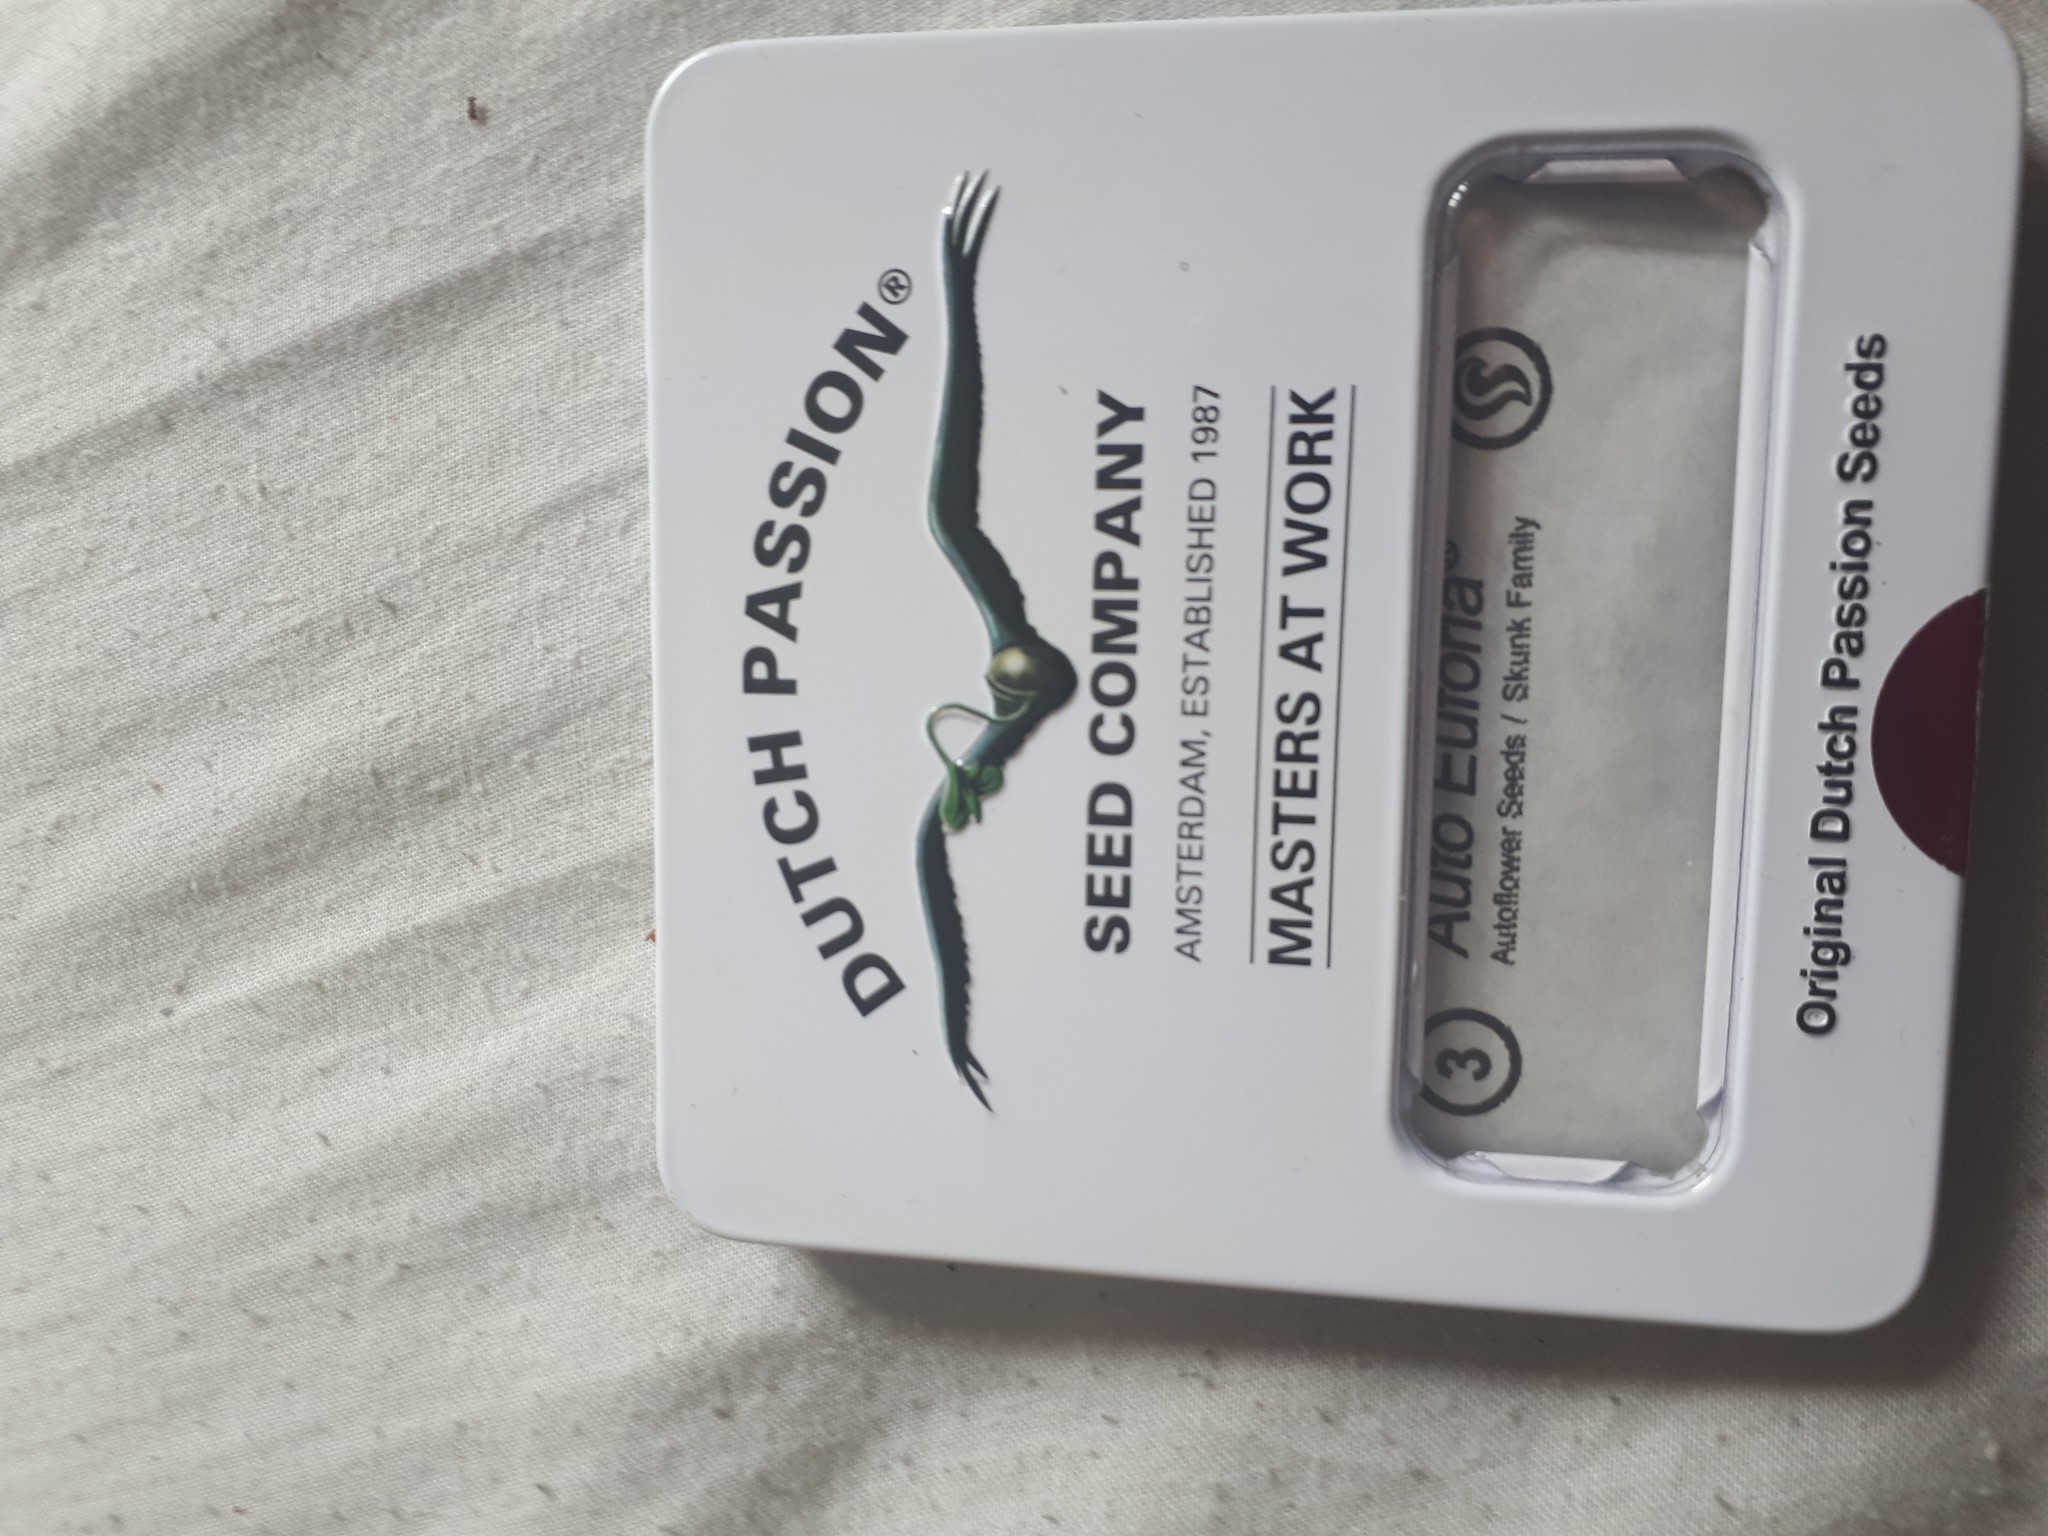 DUTCH PASSION®
SEED COMPANY
AMSTERDAM, ESTABLISHED 1987
MASTERS AT WORK
3 Auto Euforia®
Autoflower Seeds / Skunk Family
Original Dutch Passion Seeds